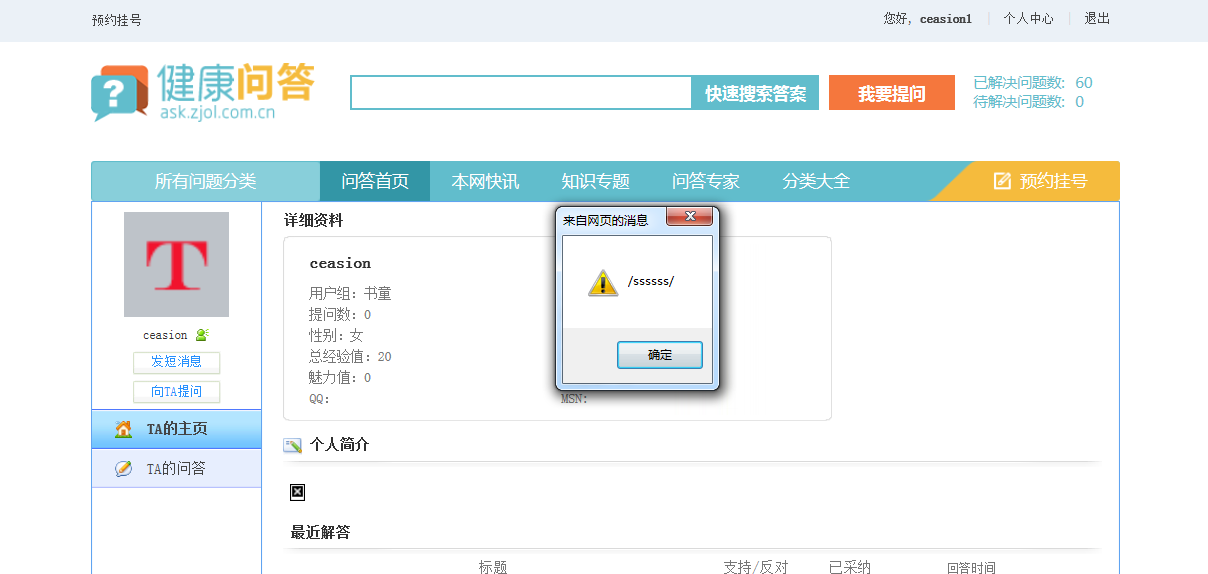 预约挂号
您好，ceasion1 个人中心 退出
健康问答
ask.zjol.com.cn
快速搜索答案
我要提问
已解决问题数：60
待解决问题数：0
所有问题分类 问答首页 本网快讯 知识专题 问答专家 分类大全 预约挂号
T
ceasion
发短消息
向TA提问
TA的主页
TA的问答
详细资料
ceasion
用户组：书童
提问数：0
性别：女
总经验值：20
魅力值：0
QQ：
MSN：
来自网页的消息
/ssssss/
确定
个人简介
最近解答
标题 支持/反对 已采纳 回答时间